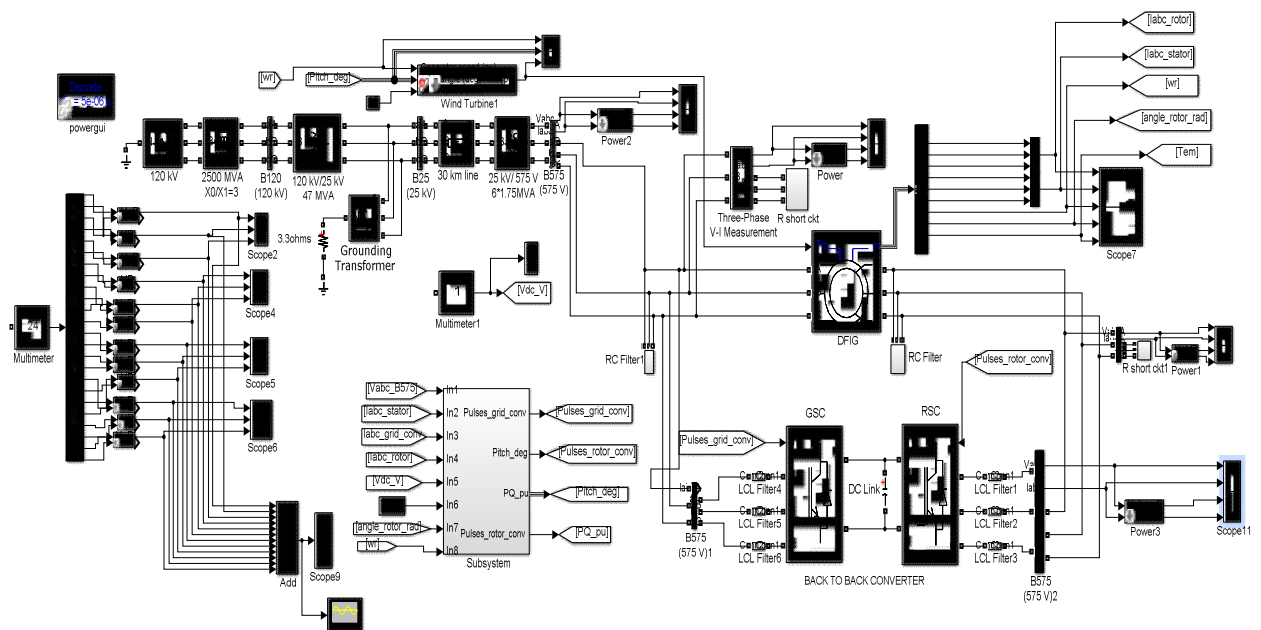 [Iabc_rotor]
[Iabc_stator]
[wr]
[angle_rotor_rad]
[Tem]
[wr]
[Pitch_deg]
Wind Turbine1
Discrete,
= 5e-06
powergui
120 kV
2500 MVA
X0/X1=3
B120
(120 kV)
120 kV/25 kV
47 MVA
B25
(25 kV)
30 km line
25 kV/ 575 V
6*1.75MVA
Vabc
B575
(575 V)
Power2
Power
R short ckt
Three-Phase
V-I Measurement
Scope7
3.3ohms
Grounding
Transformer
Scope2
Scope4
Scope5
Scope6
24
Multimeter
1
Multimeter1
[Vdc_V]
DFIG
RC Filter1
RC Filter
R short ckt1
Power1
[Pulses_rotor_conv]
[Vabc_B575]
[Iabc_stator]
[Iabc_grid_conv
[Iabc_rotor]
[Vdc_V]
[angle_rotor_rad]
[wr]
In1
In2
In3
In4
In5
In6
In7
In8
Pulses_grid_conv
Pitch_deg
PQ_pu
Pulses_rotor_conv
Subsystem
[Pulses_grid_conv]
[Pulses_rotor_conv]
[Pitch_deg]
[PQ_pu]
GSC
RSC
[Pulses_grid_conv]
DC Link
LCL Filter4
LCL Filter5
LCL Filter6
LCL Filter1
LCL Filter2
LCL Filter3
B575
(575 V)1
BACK TO BACK CONVERTER
B575
(575 V)2
Power3
Scope11
Add
Scope9